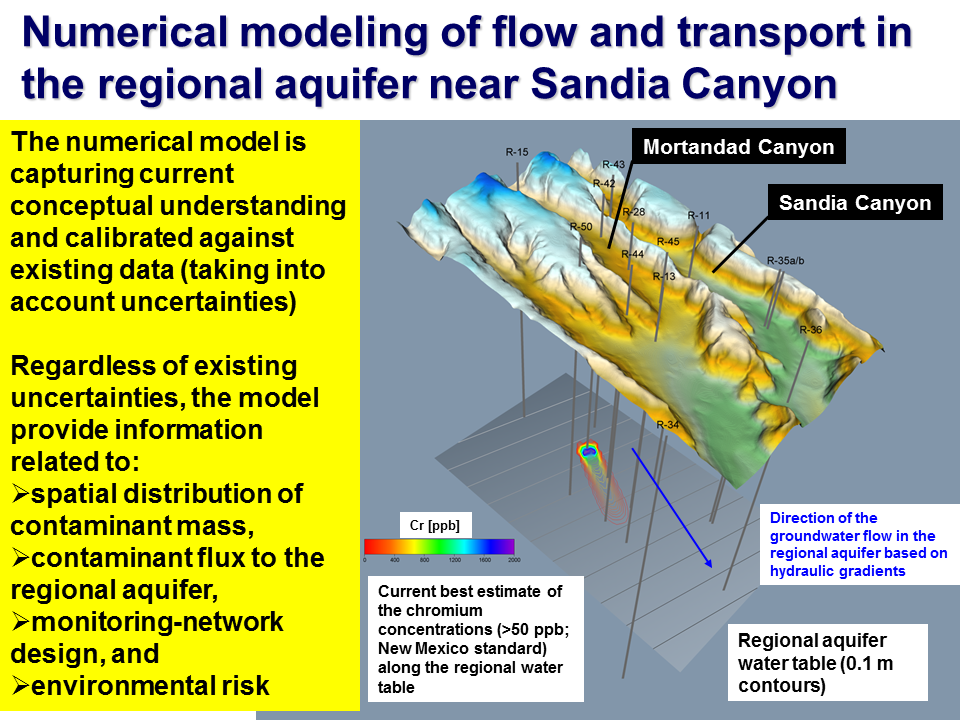 Numerical modeling of flow and transport in
the regional aquifer near Sandia Canyon
The numerical model is
capturing current
conceptual understanding
and calibrated against
existing data (taking into
account uncertainties)
Regardless of existing
uncertainties, the model
provide information
related to:
➢spatial distribution of
contaminant mass,
➢contaminant flux to the
regional aquifer,
➢monitoring-network
design, and
➢environmental risk
Mortandad Canyon
Sandia Canyon
R-15
R-43
R-42
R-28
R-11
R-50
R-45
R-44
R-13
R-35a/b
R-36
R-34
Cr [ppb]
0 400 800 1200 1600 2000
Current best estimate of
the chromium
concentrations (>50 ppb;
New Mexico standard)
along the regional water
table
Direction of the
groundwater flow in the
regional aquifer based on
hydraulic gradients
Regional aquifer
water table (0.1 m
contours)